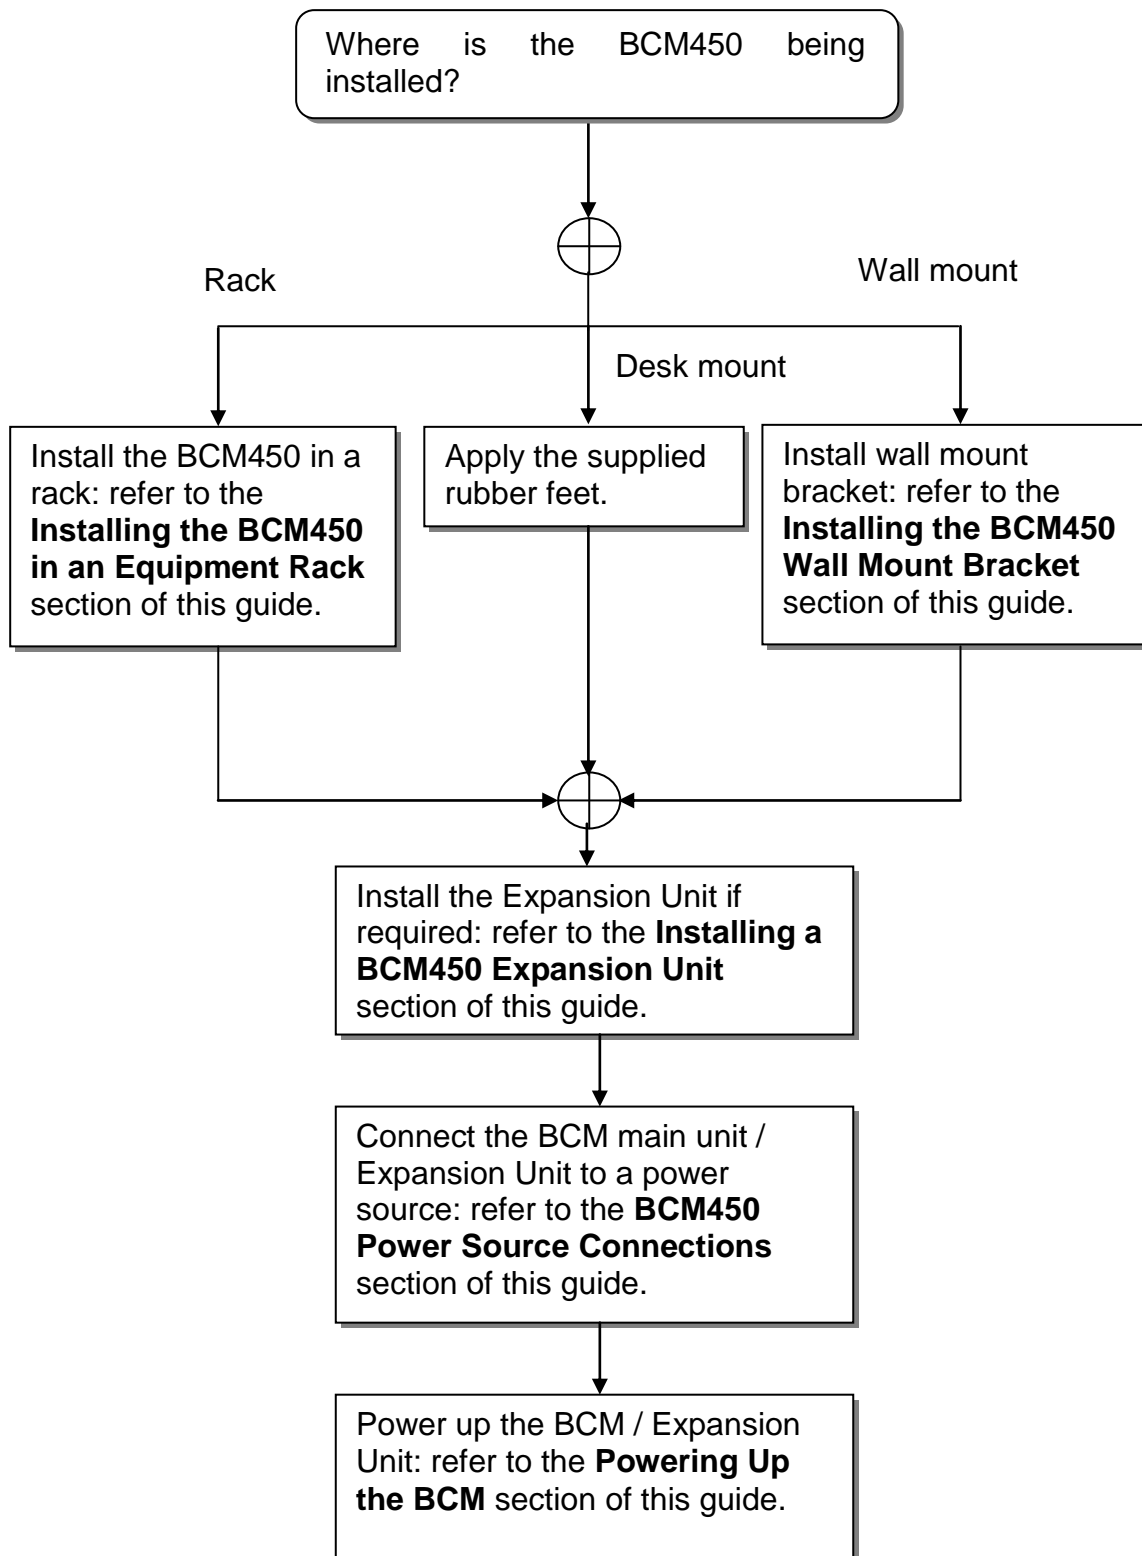 Where is the BCM450 being
installed?
Rack
Wall mount
Desk mount
Install the BCM450 in a
rack: refer to the
Installing the BCM450
in an Equipment Rack
section of this guide.
Apply the supplied
rubber feet.
Install wall mount
bracket: refer to the
Installing the BCM450
Wall Mount Bracket
section of this guide.
Install the Expansion Unit if
required: refer to the Installing a
BCM450 Expansion Unit
section of this guide.
Connect the BCM main unit /
Expansion Unit to a power
source: refer to the BCM450
Power Source Connections
section of this guide.
Power up the BCM / Expansion
Unit: refer to the Powering Up
the BCM section of this guide.